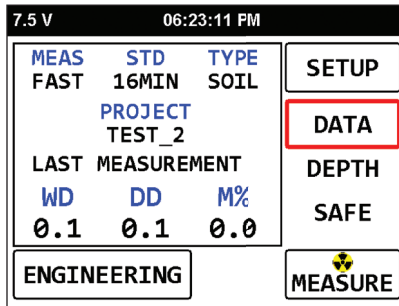 7.5 V 06:23:11 PM
MEAS STD TYPE
FAST 16MIN SOIL
PROJECT
TEST_2
LAST MEASUREMENT
WD DD M%
0.1 0.1 0.0
ENGINEERING
SETUP
DATA
DEPTH
SAFE
MEASURE